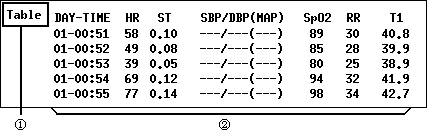 Table DAY-TIME HR ST SBP/DBP(MAP) SpO2 RR T1
01-00:51 58 0.10 ---/---(---) 89 30 40.8
01-00:52 49 0.08 ---/---(---) 85 28 39.9
01-00:53 39 0.05 ---/---(---) 80 25 38.9
01-00:54 69 0.12 ---/---(---) 94 32 41.9
01-00:55 77 0.14 ---/---(---) 98 34 42.7
① ②